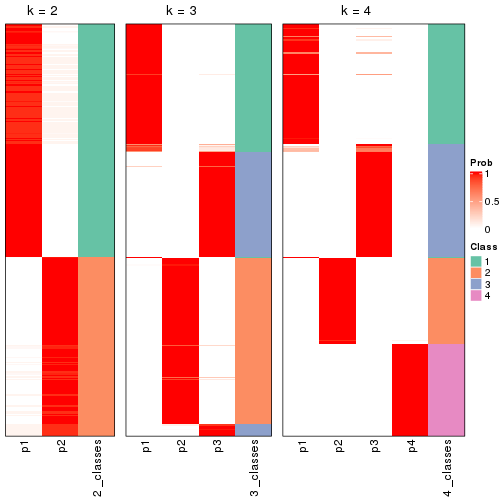 k = 2
k = 3
k = 4
Prob
1
0.5
0
Class
1
2
3
4
p1
p2
2_classes
p1
p2
p3
3_classes
p1
p2
p3
p4
4_classes